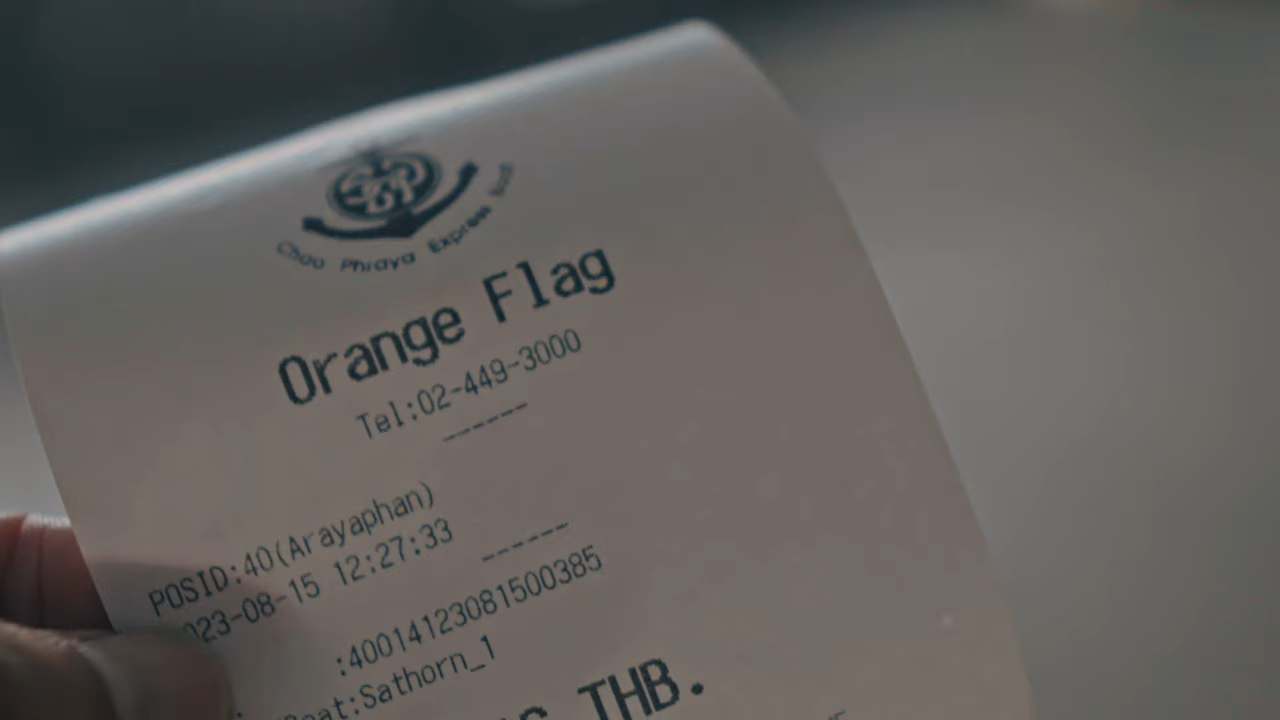 Chao Phraya Express Boat
Orange Flag
Tel:02-449-3000
------
POSID:40(Arayaphan)
023-08-15 12:27:33
------
:40014123081500385
oat:Sathorn_1
THB.